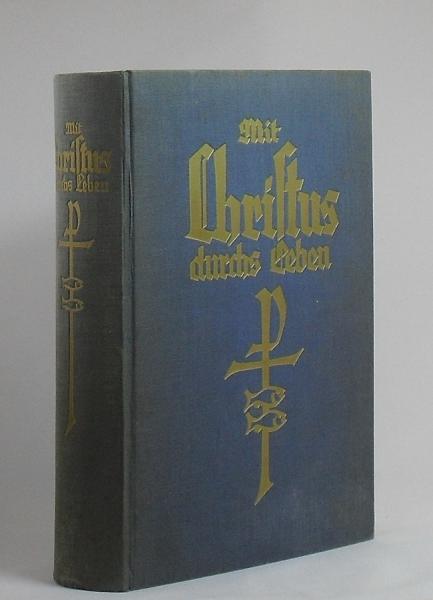 Mit
Christus
durchs Leben
Mit
Christus
durchs Leben